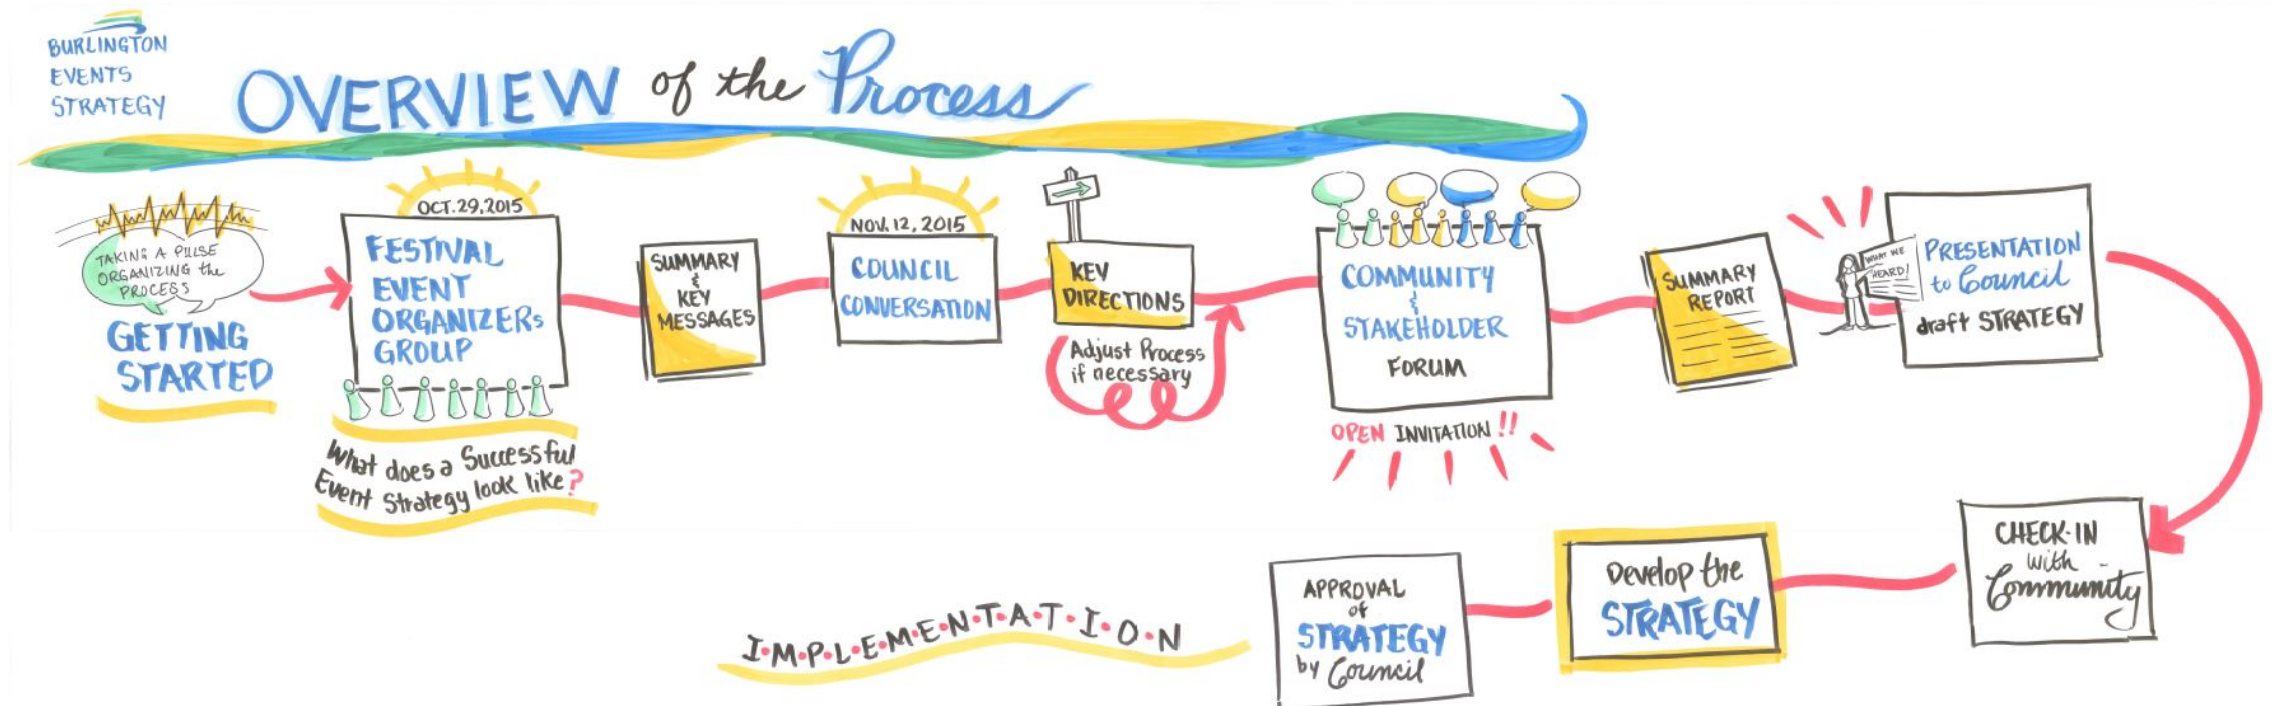 BURLINGTON
EVENTS
STRATEGY
OVERVIEW of the Process
TAKING A PULSE
ORGANIZING the
PROCESS
GETTING
STARTED
OCT. 29, 2015
FESTIVAL
EVENT
ORGANIZERs
GROUP
What does a Successful
Event Strategy look like?
SUMMARY
&
KEY
MESSAGES
NOV. 12, 2015
COUNCIL
CONVERSATION
KEY
DIRECTIONS
Adjust Process
if necessary
COMMUNITY
&
STAKEHOLDER
FORUM
OPEN INVITATION!!
SUMMARY
REPORT
WHAT WE
HEARD!
PRESENTATION
to Council
draft STRATEGY
CHECK-IN
with
Community
Develop the
STRATEGY
APPROVAL
of
STRATEGY
by Council
I•M•P•L•E•M•E•N•T•A•T•I•O•N